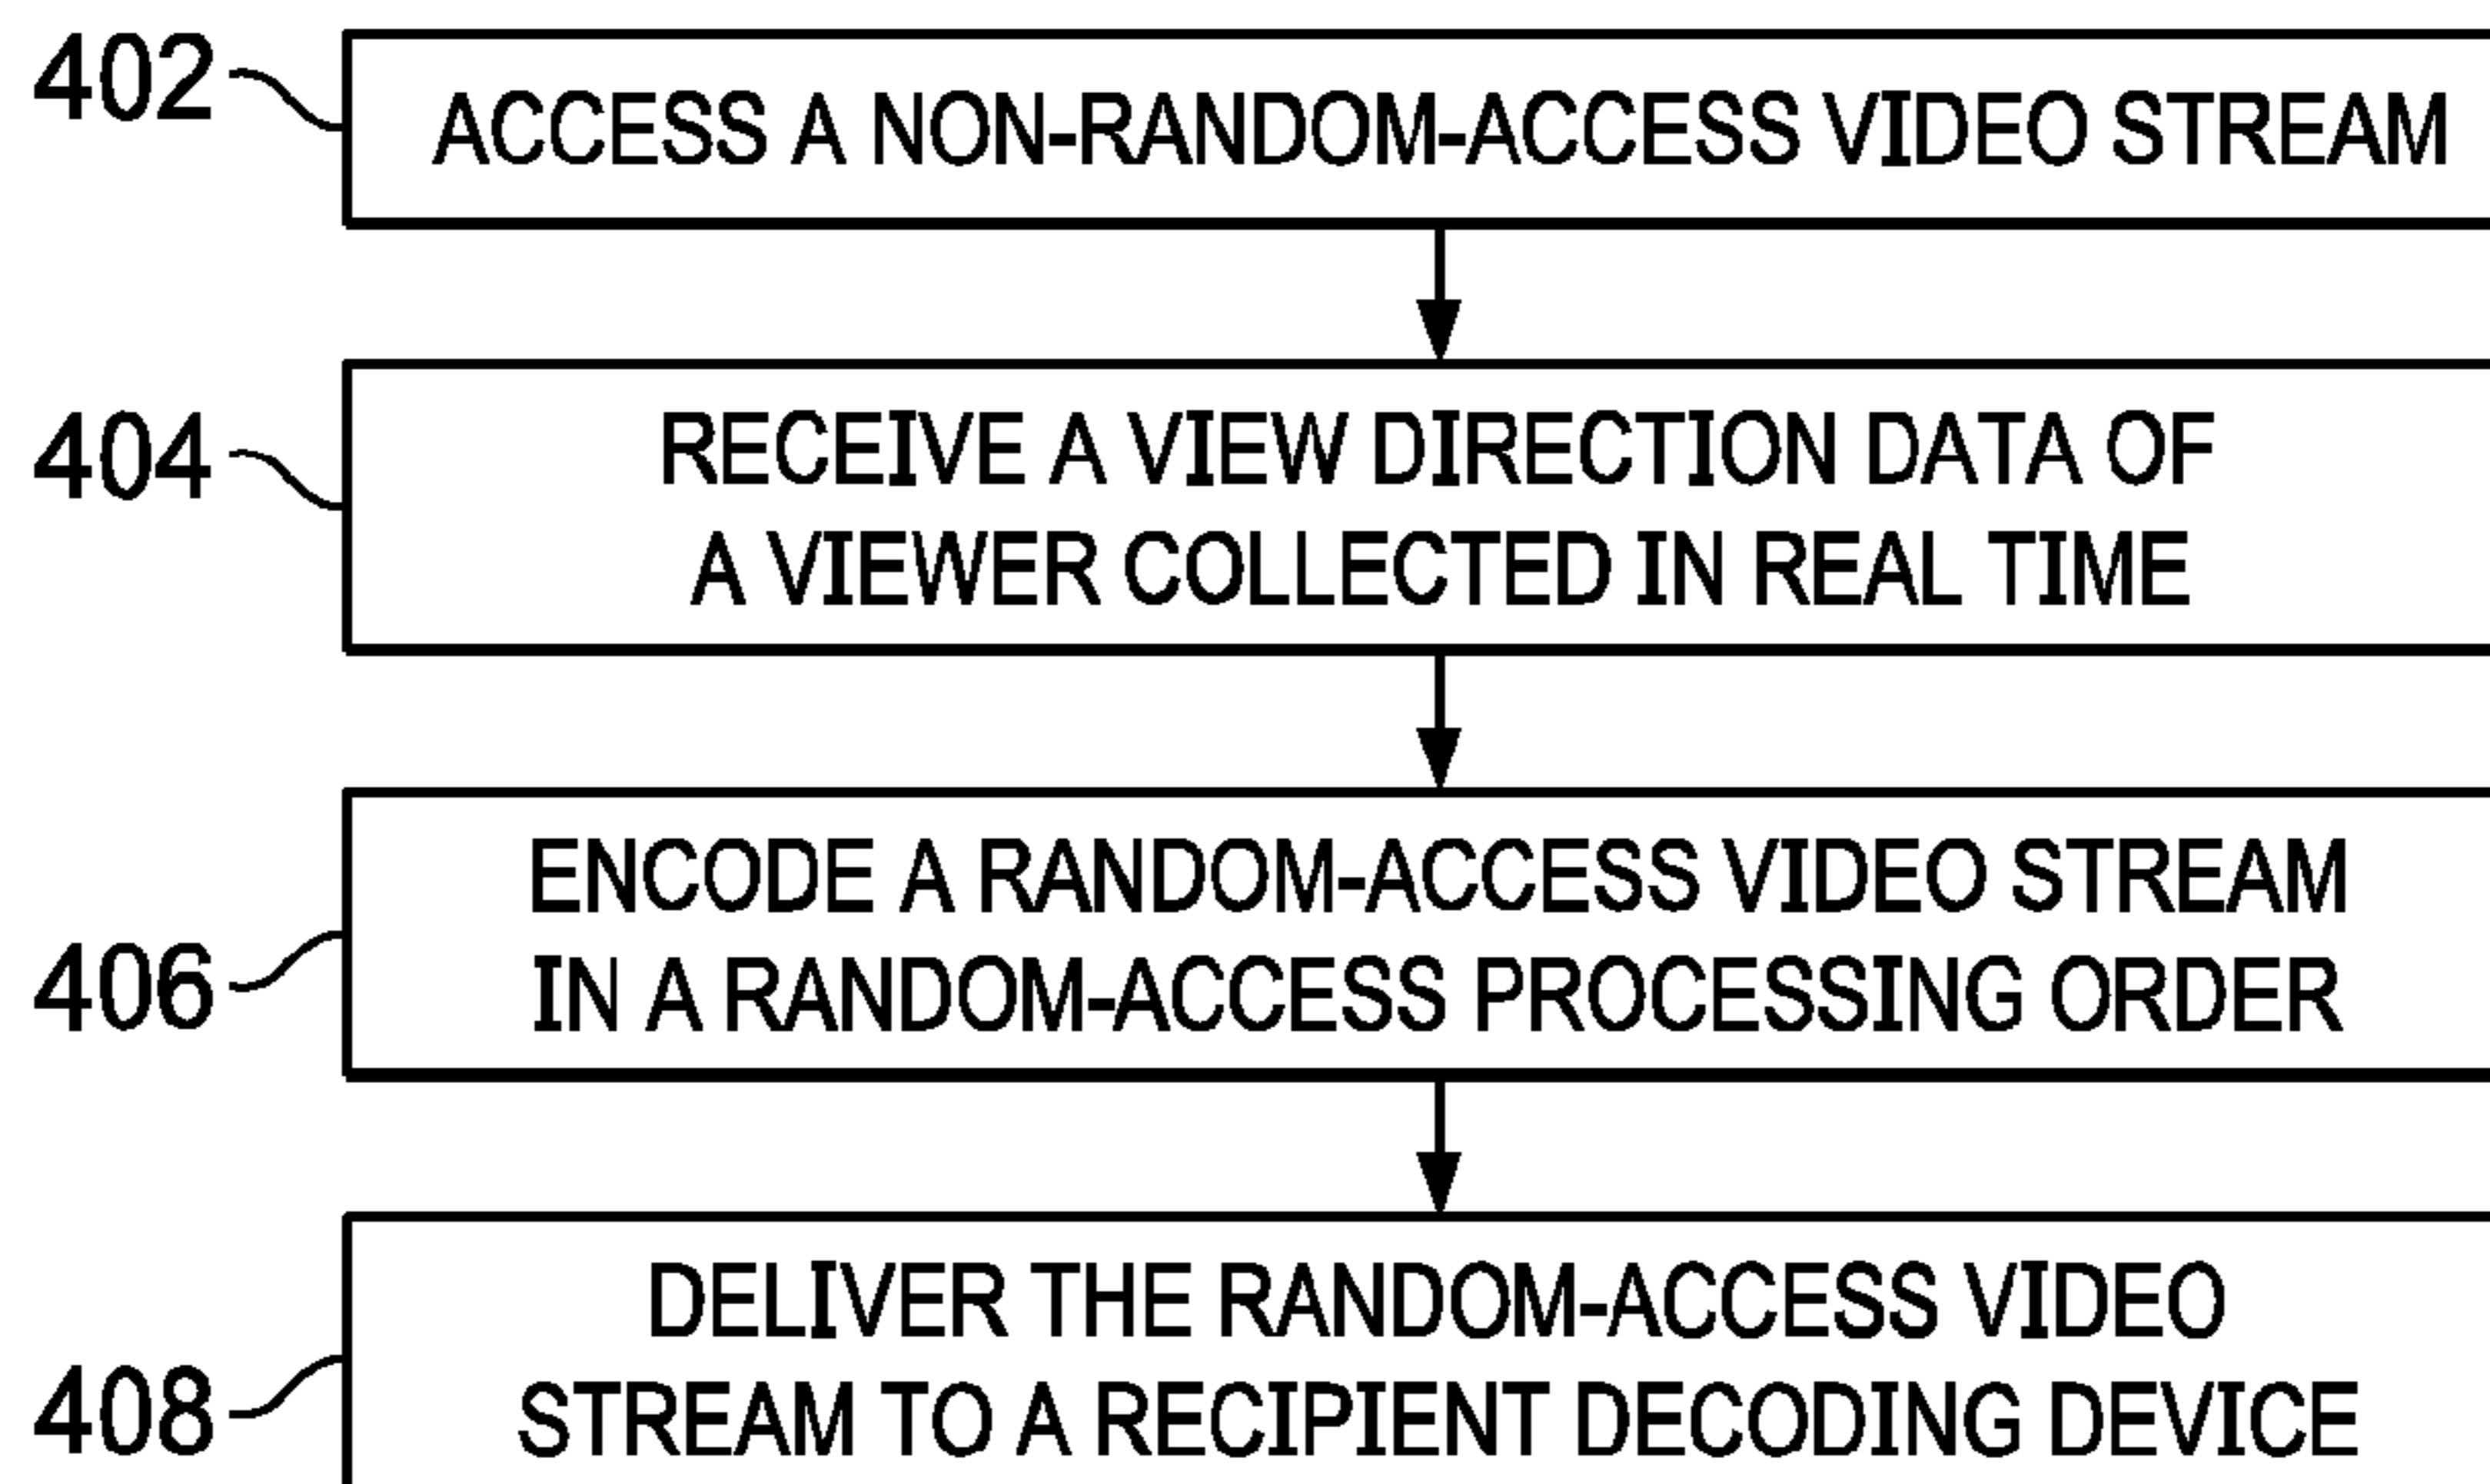 402
ACCESS A NON-RANDOM-ACCESS VIDEO STREAM
404
RECEIVE A VIEW DIRECTION DATA OF
A VIEWER COLLECTED IN REAL TIME
406
ENCODE A RANDOM-ACCESS VIDEO STREAM
IN A RANDOM-ACCESS PROCESSING ORDER
408
DELIVER THE RANDOM-ACCESS VIDEO
STREAM TO A RECIPIENT DECODING DEVICE